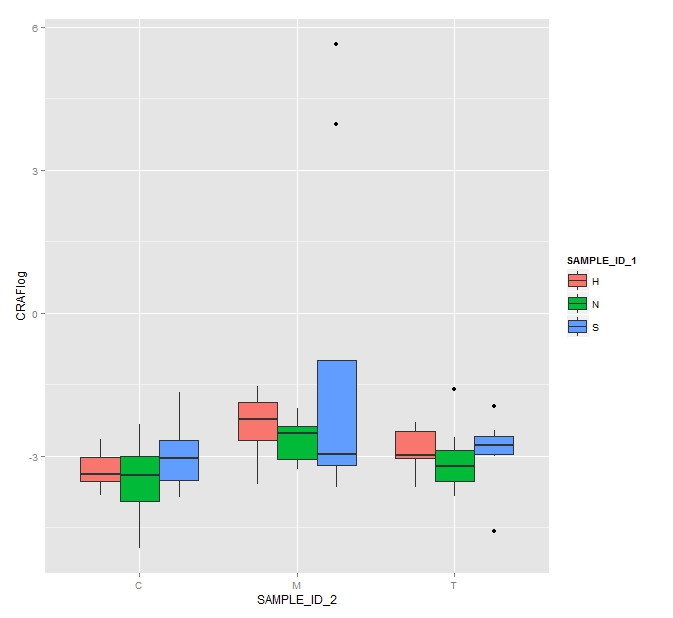 6
3
0
-3
CRAFlog
C
M
T
SAMPLE_ID_2
SAMPLE_ID_1
H
N
S